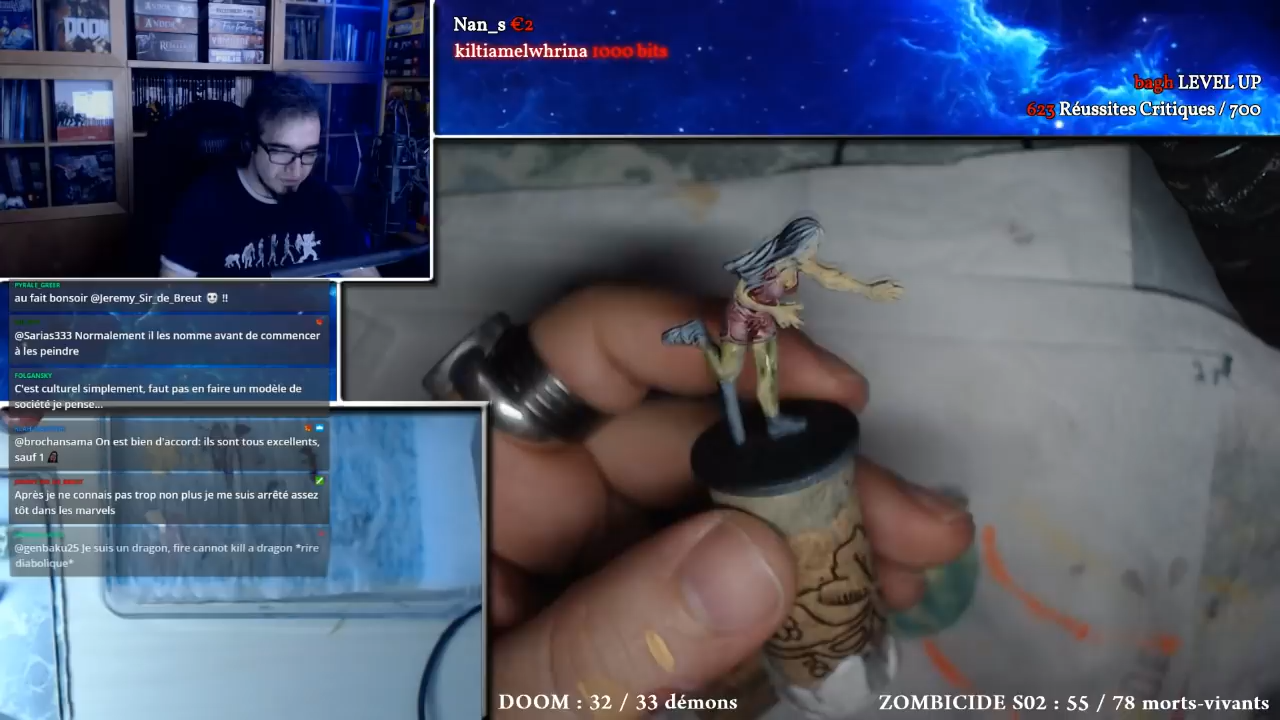 DOOM
Nan_s €2
kiltiamelwhrina 1000 bits
bagh LEVEL UP
623 Réussites Critiques / 700
PYRALE_GREER
au fait bonsoir @Jeremy_Sir_de_Breut !!
@Sarias333 Normalement il les nomme avant de commencer
à les peindre
FOLGANSKY
C'est culturel simplement, faut pas en faire un modèle de
société je pense...
@brochansama On est bien d'accord: ils sont tous excellents,
sauf 1
Après je ne connais pas trop non plus je me suis arrêté assez
tôt dans les marvels
@genbaku25 Je suis un dragon, fire cannot kill a dragon *rire
diabolique*
DOOM : 32 / 33 démons
ZOMBICIDE S02 : 55 / 78 morts-vivants